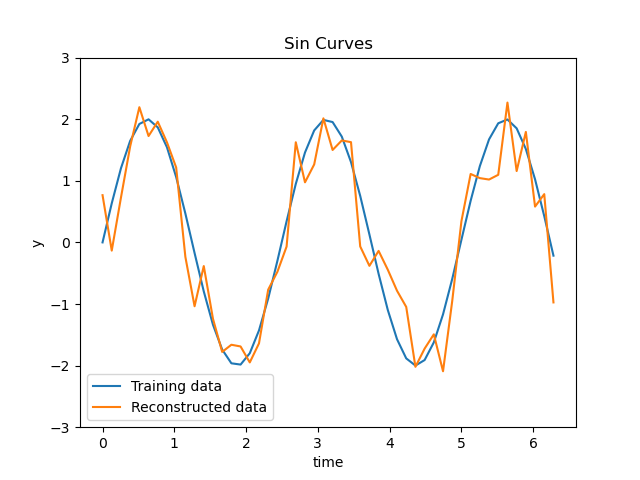 Sin Curves
3
2
1
0
−1
−2
−3
y
Training data
Reconstructed data
0 1 2 3 4 5 6
time